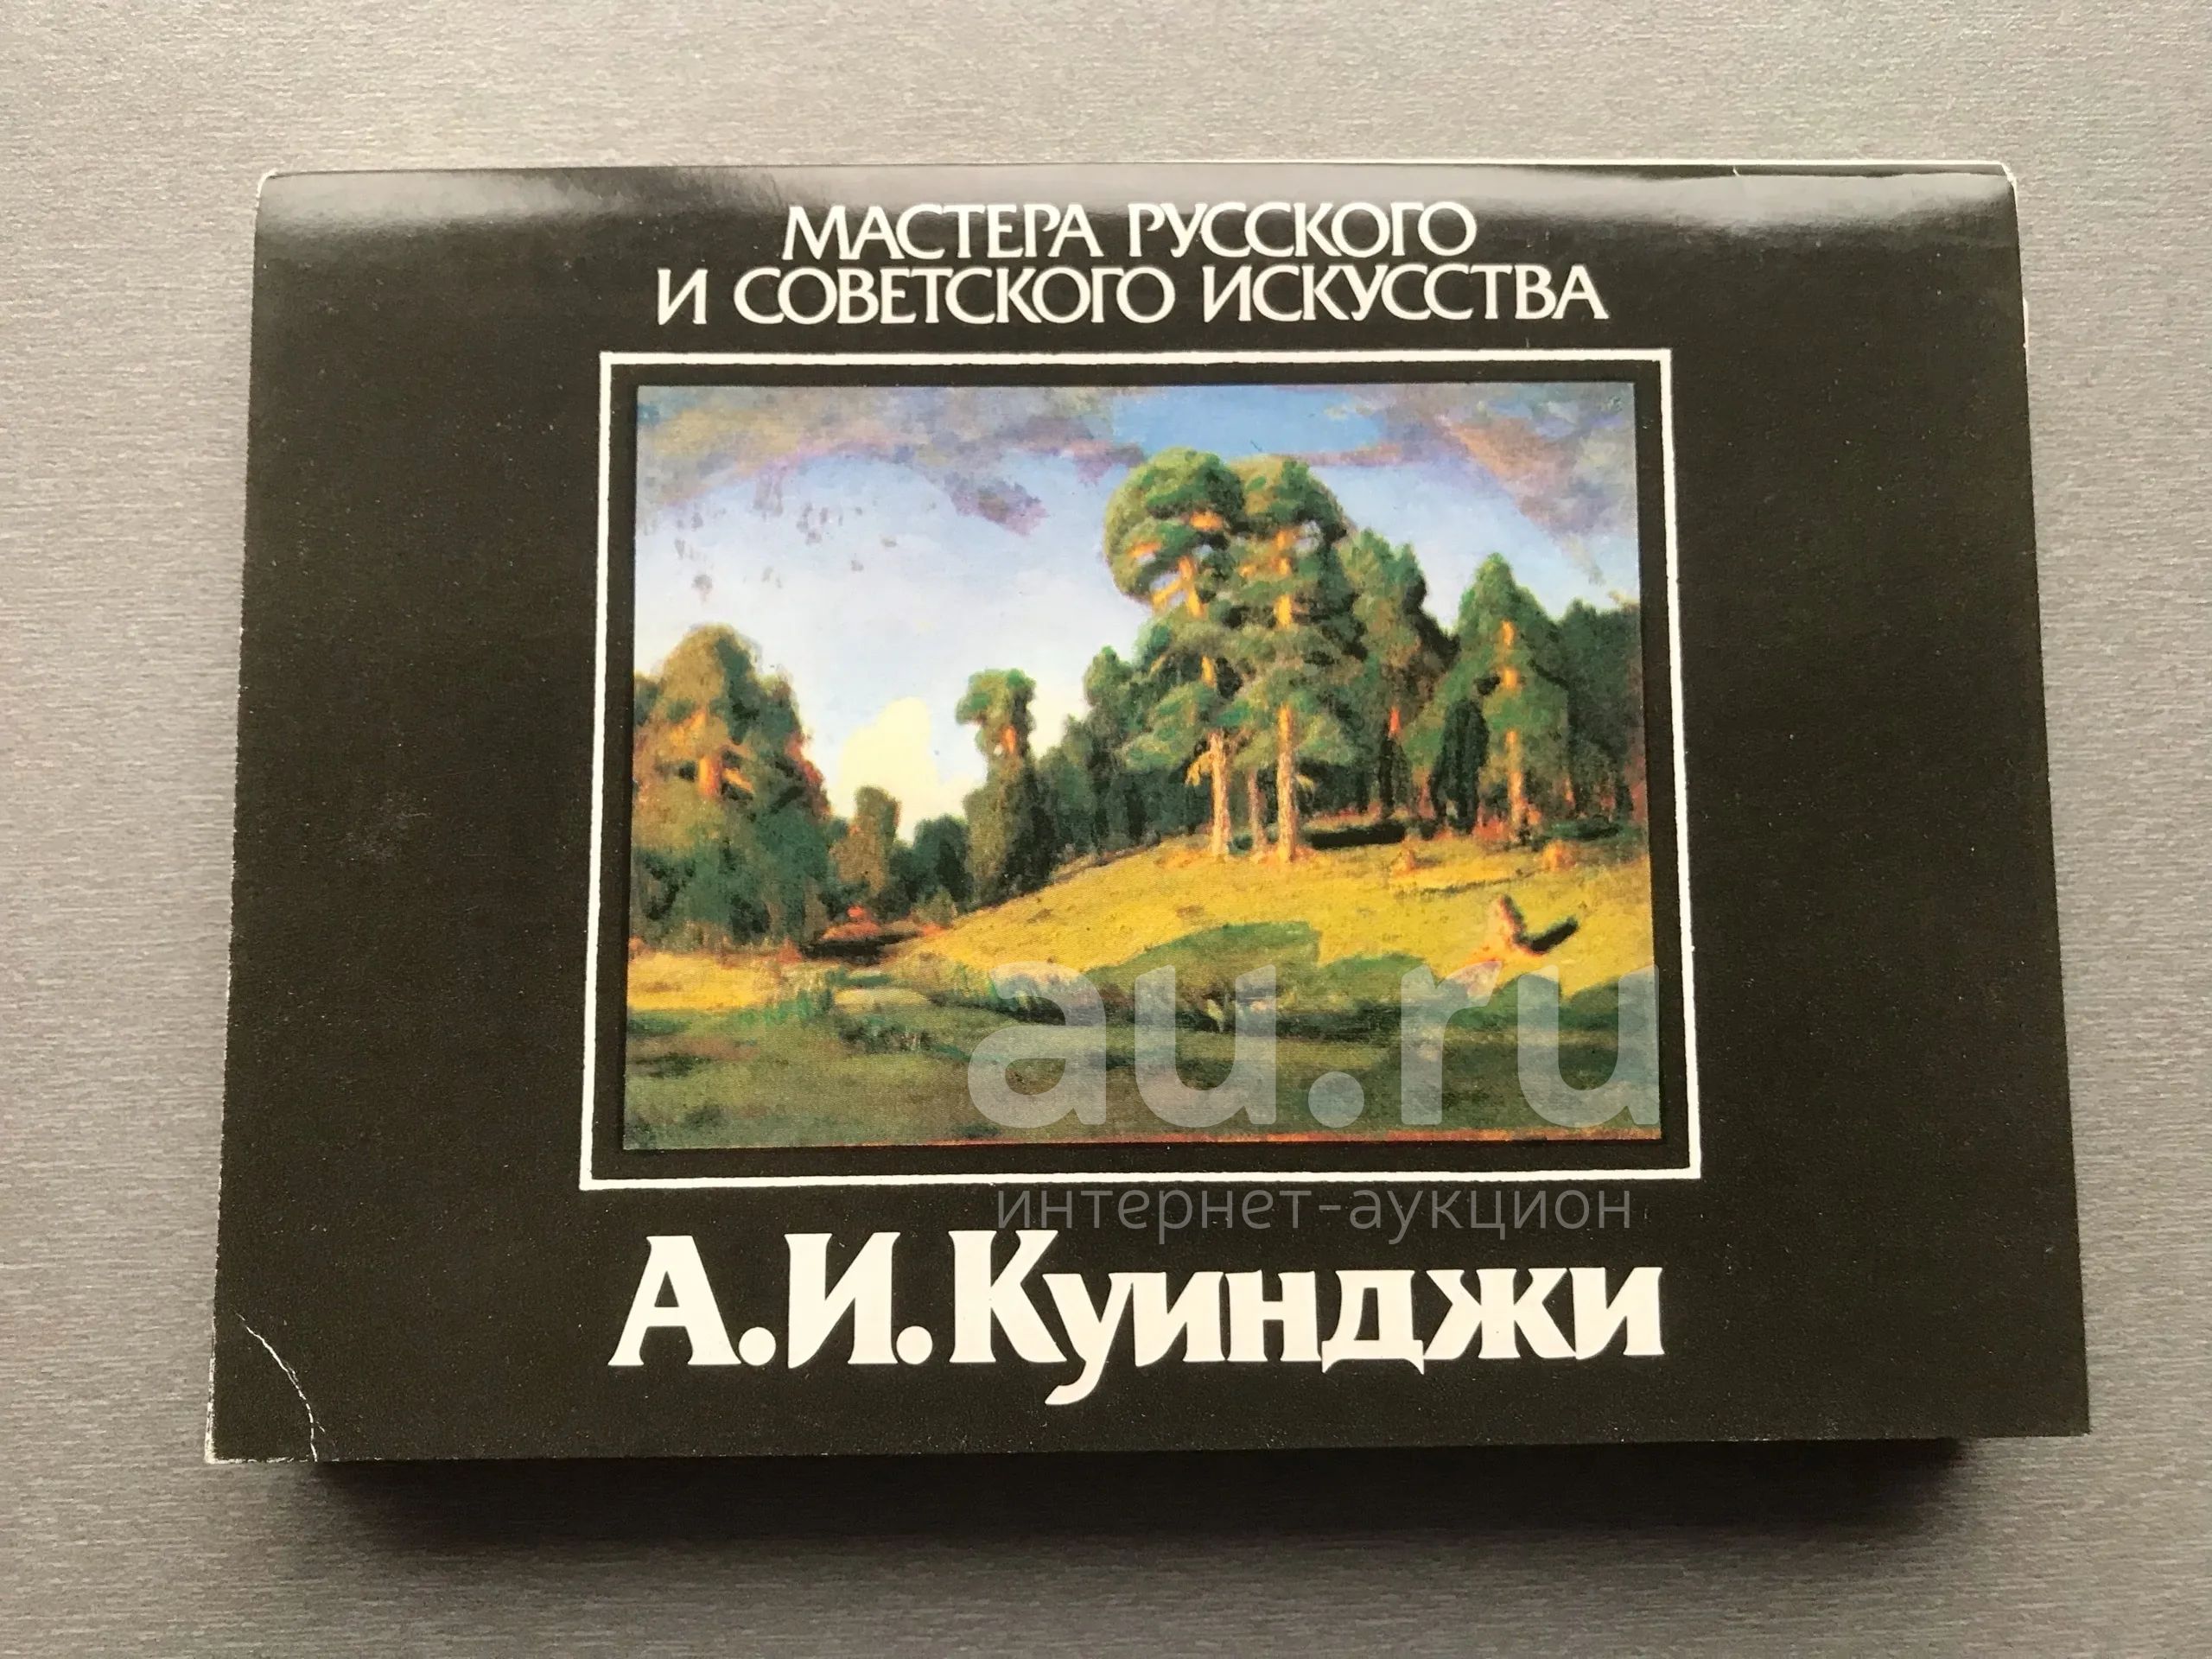 МАСТЕРА РУССКОГО
И СОВЕТСКОГО ИСКУССТВА
au.ru
интернет-аукцион
А.И.Куинджи